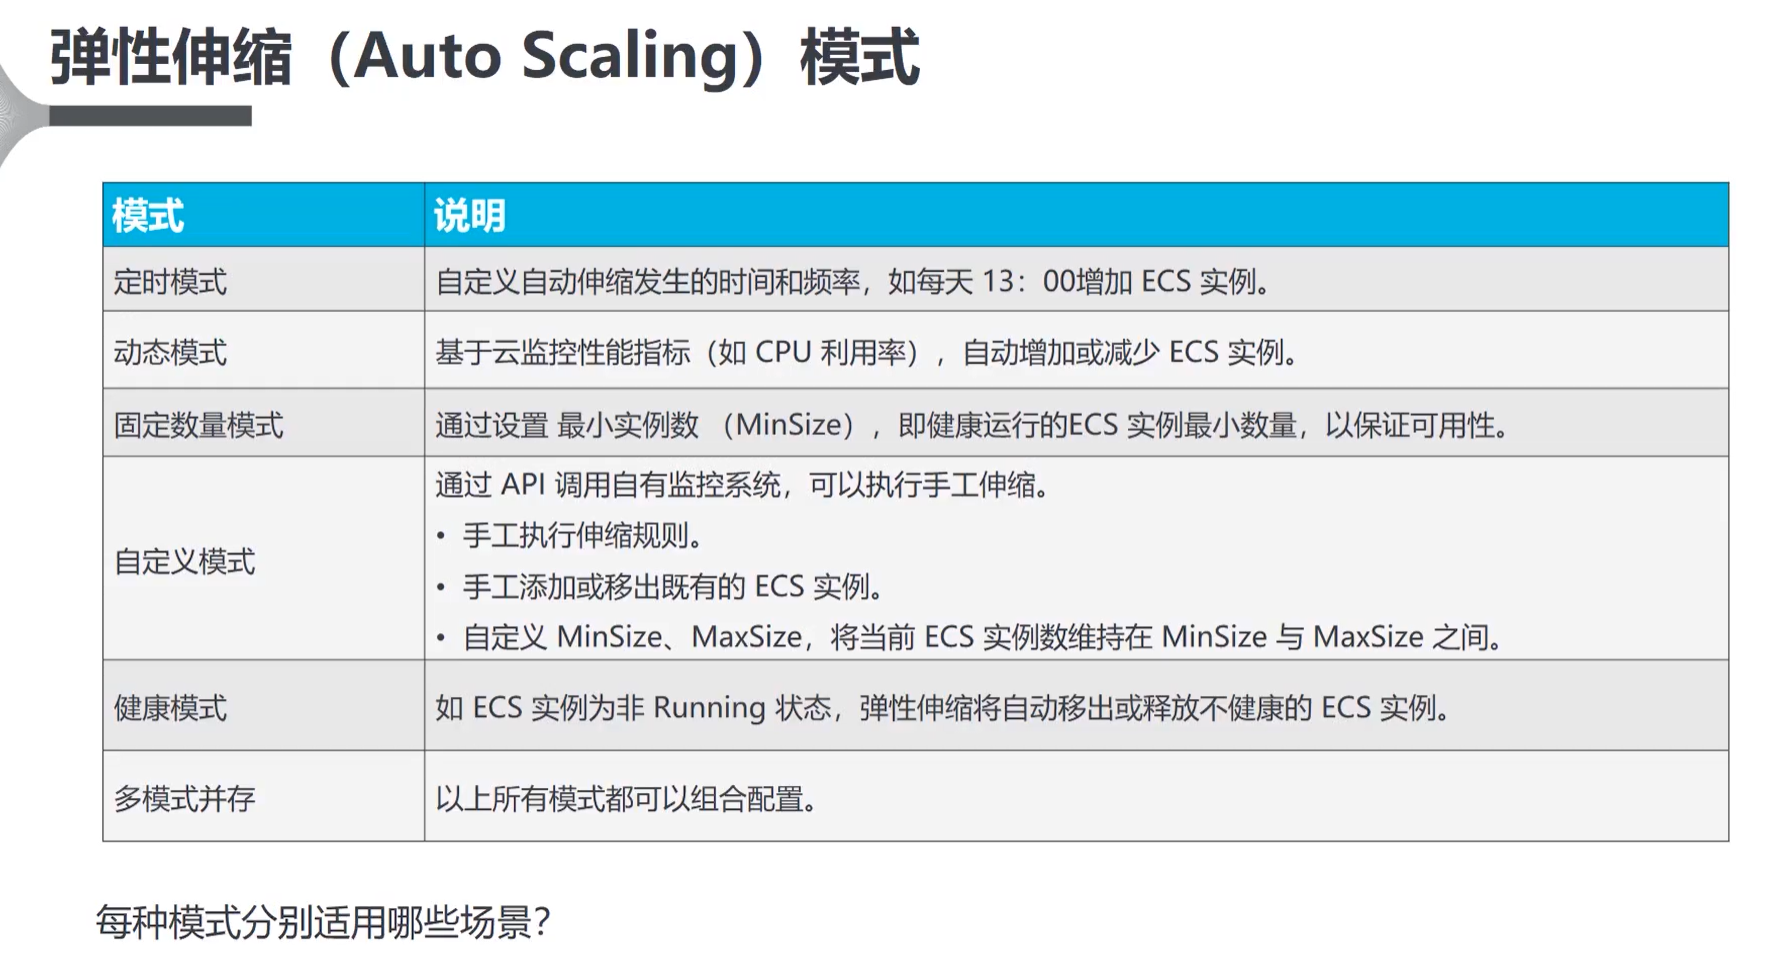 弹性伸缩（Auto Scaling）模式
模式
说明
定时模式
自定义自动伸缩发生的时间和频率，如每天 13：00增加 ECS 实例。
动态模式
基于云监控性能指标（如 CPU 利用率），自动增加或减少 ECS 实例。
固定数量模式
通过设置 最小实例数 （MinSize），即健康运行的ECS 实例最小数量，以保证可用性。
自定义模式
通过 API 调用自有监控系统，可以执行手工伸缩。
• 手工执行伸缩规则。
• 手工添加或移出既有的 ECS 实例。
• 自定义 MinSize、MaxSize，将当前 ECS 实例数维持在 MinSize 与 MaxSize 之间。
健康模式
如 ECS 实例为非 Running 状态，弹性伸缩将自动移出或释放不健康的 ECS 实例。
多模式并存
以上所有模式都可以组合配置。
每种模式分别适用哪些场景？